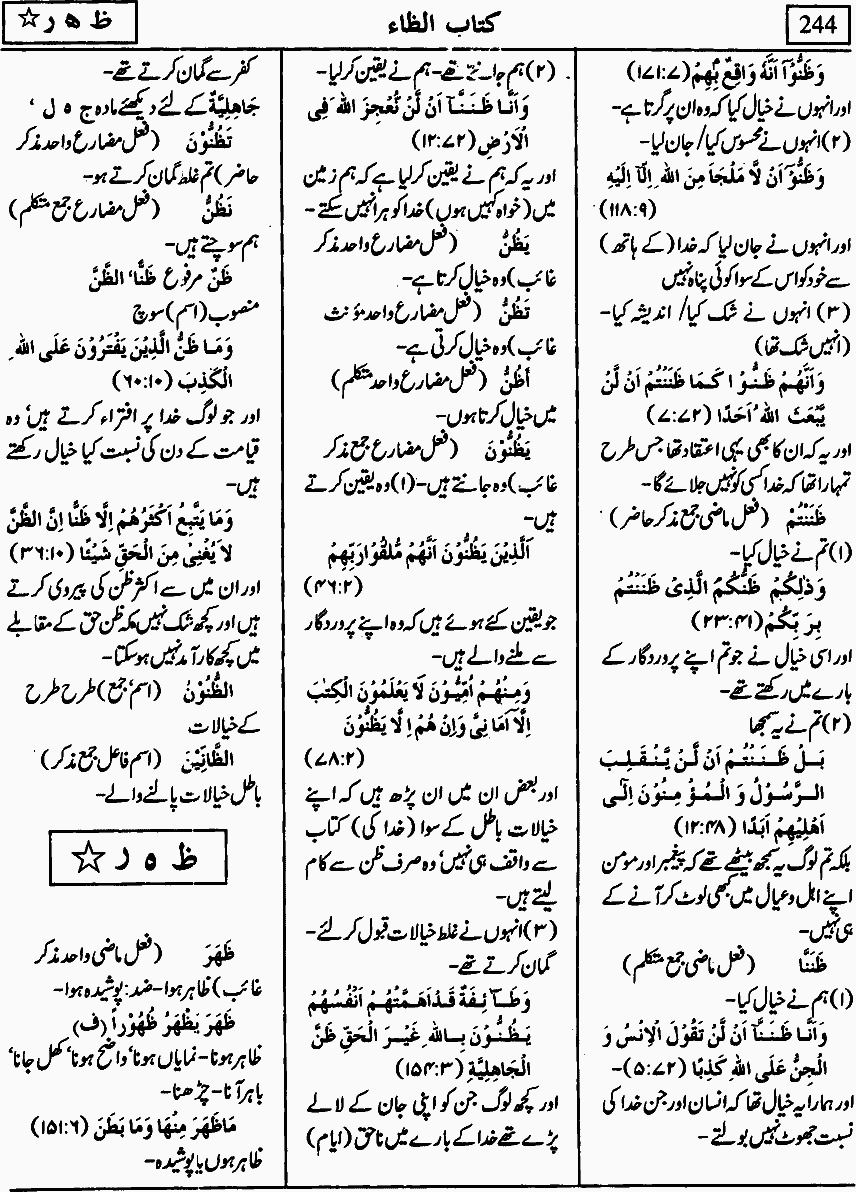 244
كتاب الظاء
ظ ھ ر ☆
وَظَنُّوْٓا اَنَّهٗ وَاقِعٌۢ بِهِمْ (۱۷۱:۷)
اور انہوں نے خیال کیا کہ وہ ان پر گرتا ہے-
(۲) انہوں نے محسوس کیا/ جان لیا-
وَظَنُّوْٓا اَنْ لَّا مَلْجَاَ مِنَ اللهِ اِلَّآ اِلَيْهِ
(۱۱۸:۹)
اور انہوں نے جان لیا کہ خدا (کے ہاتھ)
سے خود کو اس کے سوا کوئی پناہ نہیں
(۳) انہوں نے شک کیا/ اندیشہ کیا-
(انہیں شک تھا)
وَاَنَّهُمْ ظَنُّوْا كَمَا ظَنَنْتُمْ اَنْ لَّنْ
يَّبْعَثَ اللهُ اَحَدًا (۷:۷۲)
اور یہ کہ ان کا بھی یہی اعتقاد تھا جس طرح
تمہارا تھا کہ خدا کسی کو نہیں جلائے گا-
ظَنَنْتُمْ (فعل ماضی جمع مذکر حاضر)
(۱) تم نے خیال کیا-
وَذٰلِكُمْ ظَنُّكُمُ الَّذِىْ ظَنَنْتُمْ
بِرَبِّكُمْ (۲۳:۴۱)
اور اسی خیال نے جو تم اپنے پروردگار کے
بارے میں رکھتے تھے-
(۲) تم نے یہ سمجھا
بَلْ ظَنَنْتُمْ اَنْ لَّنْ يَّنْقَلِبَ
الرَّسُوْلُ وَ الْمُؤْمِنُوْنَ اِلٰٓى
اَهْلِيْهِمْ اَبَدًا (۱۲:۴۸)
بلکہ تم لوگ یہ سمجھ بیٹھے تھے کہ پیغمبر اور مومن
اپنے اہل و عیال میں کبھی لوٹ کر آنے کے
ہی نہیں-
ظَنَنَّا (فعل ماضی جمع متکلم)
(۱) ہم نے خیال کیا-
وَاَنَّا ظَنَنَّآ اَنْ لَّنْ تَقُوْلَ الْاِنْسُ وَ
الْجِنُّ عَلَى اللهِ كَذِبًا (۵:۷۲)-
اور ہمارا یہ خیال تھا کہ انسان اور جن خدا کی
نسبت جھوٹ نہیں بولتے-
(۲) ہم جانتے تھے- ہم نے یقین کر لیا-
وَاَنَّا ظَنَنَّآ اَنْ لَّنْ نُّعْجِزَ اللهَ فِى
الْاَرْضِ (۱۲:۷۲)
اور یہ کہ ہم نے یقین کر لیا ہے کہ ہم زمین
میں (خواہ کہیں ہوں) خدا کو ہرا نہیں سکتے-
يَظُنُّ (فعل مضارع واحد مذکر
غائب) وہ خیال کرتا ہے-
تَظُنُّ (فعل مضارع واحد مؤنث
غائب) وہ خیال کرتی ہے-
اَظُنُّ (فعل مضارع واحد متکلم)
میں خیال کرتا ہوں-
يَظُنُّوْنَ (فعل مضارع جمع مذکر
غائب) وہ جانتے ہیں-(۱) وہ یقین کرتے
ہیں-
اَلَّذِيْنَ يَظُنُّوْنَ اَنَّهُمْ مُلٰقُوْا رَبِّهِمْ
(۴۶:۲)
جو یقین کئے ہوئے ہیں کہ وہ اپنے پروردگار
سے ملنے والے ہیں-
وَمِنْهُمْ اُمِّيُّوْنَ لَا يَعْلَمُوْنَ الْكِتٰبَ
اِلَّآ اَمَانِىَّ وَاِنْ هُمْ اِلَّا يَظُنُّوْنَ
(۷۸:۲)
اور بعض ان میں ان پڑھ ہیں کہ اپنے
خیالات باطل کے سوا (خدا کی) کتاب
سے واقف ہی نہیں' وہ صرف ظن سے کام
لیتے ہیں-
(۳) انہوں نے غلط خیالات قبول کر لئے-
گمان کرتے تھے-
وَطَآئِفَةٌ قَدْ اَهَمَّتْهُمْ اَنْفُسُهُمْ
يَظُنُّوْنَ بِاللهِ غَيْرَ الْحَقِّ ظَنَّ
الْجَاهِلِيَّةِ (۱۵۴:۳)
اور کچھ لوگ جن کو اپنی جان کے لالے
پڑے تھے خدا کے بارے میں ناحق (ایام)
کفر سے گمان کرتے تھے-
جَاهِلِيَّةٌ کے لئے دیکھئے مادہ ج ہ ل '
تَظُنُّوْنَ (فعل مضارع واحد مذکر
حاضر) تم غلط گمان کرتے ہو-
نَظُنُّ (فعل مضارع جمع متکلم)
ہم سوچتے ہیں-
ظَنٌّ مرفوع ظَنًّا' الظَّنَّ
منصوب (اسم) سوچ
وَمَا ظَنُّ الَّذِيْنَ يَفْتَرُوْنَ عَلَى اللهِ
الْكَذِبَ (۶۰:۱۰)
اور جو لوگ خدا پر افتراء کرتے ہیں' وہ
قیامت کے دن کی نسبت کیا خیال رکھتے
ہیں-
وَمَا يَتَّبِعُ اَكْثَرُهُمْ اِلَّا ظَنًّا اِنَّ الظَّنَّ
لَا يُغْنِىْ مِنَ الْحَقِّ شَيْئًا (۳۶:۱۰)
اور ان میں سے اکثر ظن کی پیروی کرتے
ہیں اور کچھ شک نہیں کہ ظن حق کے مقابلے
میں کچھ کارآمد نہیں ہو سکتا-
الظُّنُوْنُ (اسم' جمع) طرح طرح
کے خیالات
الظَّانِّيْنَ (اسم فاعل جمع مذکر)
باطل خیالات پالنے والے-
ظ ہ ر ☆
ظَهَرَ (فعل ماضی واحد مذکر
غائب) ظاہر ہوا- ضد: پوشیدہ ہوا-
ظَهَرَ يَظْهَرُ ظُهُوْراً (ف)
ظاہر ہونا- نمایاں ہونا' واضح ہونا' کھل جانا'
باہر آنا- چڑھنا-
مَاظَهَرَ مِنْهَا وَمَا بَطَنَ (۱۵۱:۶)
ظاہر ہوں یا پوشیدہ-